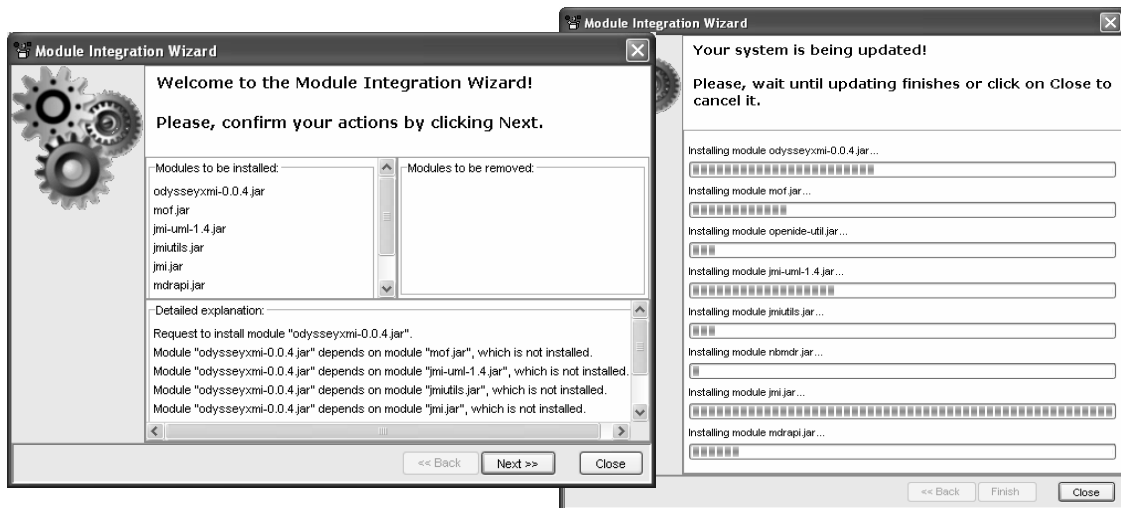 Module Integration Wizard
Welcome to the Module Integration Wizard!
Please, confirm your actions by clicking Next.
Modules to be installed:
odysseyxmi-0.0.4.jar
mof.jar
jmi-uml-1.4.jar
jmiutils.jar
jmi.jar
mdrapi.jar
Modules to be removed:
Detailed explanation:
Request to install module "odysseyxmi-0.0.4.jar".
Module "odysseyxmi-0.0.4.jar" depends on module "mof.jar", which is not installed.
Module "odysseyxmi-0.0.4.jar" depends on module "jmi-uml-1.4.jar", which is not installed.
Module "odysseyxmi-0.0.4.jar" depends on module "jmiutils.jar", which is not installed.
Module "odysseyxmi-0.0.4.jar" depends on module "jmi.jar", which is not installed.
<< Back Next >> Close
Module Integration Wizard
Your system is being updated!
Please, wait until updating finishes or click on Close to
cancel it.
Installing module odysseyxmi-0.0.4.jar...
Installing module mof.jar...
Installing module openide-util.jar...
Installing module jmi-uml-1.4.jar...
Installing module jmiutils.jar...
Installing module nbmdr.jar...
Installing module jmi.jar...
Installing module mdrapi.jar...
<< Back Finish Close